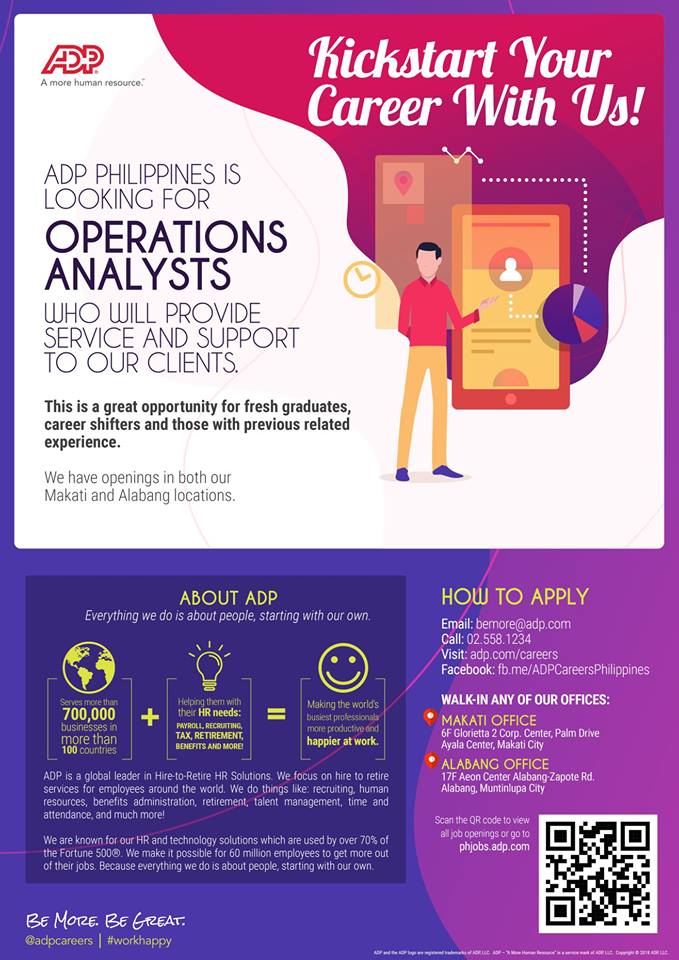 ADP®
A more human resource.™
Kickstart Your
Career With Us!
ADP PHILIPPINES IS
LOOKING FOR
OPERATIONS
ANALYSTS
WHO WILL PROVIDE
SERVICE AND SUPPORT
TO OUR CLIENTS.
This is a great opportunity for fresh graduates,
career shifters and those with previous related
experience.
We have openings in both our
Makati and Alabang locations.
ABOUT ADP
Everything we do is about people, starting with our own.
Serves more than
700,000
businesses in
more than
100 countries
+
Helping them with
their HR needs:
PAYROLL, RECRUITING,
TAX, RETIREMENT,
BENEFITS AND MORE!
=
Making the world's
busiest professionals
more productive and
happier at work.
ADP is a global leader in Hire-to-Retire HR Solutions. We focus on hire to retire
services for employees around the world. We do things like: recruiting, human
resources, benefits administration, retirement, talent management, time and
attendance, and much more!
We are known for our HR and technology solutions which are used by over 70% of
the Fortune 500®. We make it possible for 60 million employees to get more out
of their jobs. Because everything we do is about people, starting with our own.
HOW TO APPLY
Email: bemore@adp.com
Call: 02.558.1234
Visit: adp.com/careers
Facebook: fb.me/ADPCareersPhilippines
WALK-IN ANY OF OUR OFFICES:
MAKATI OFFICE
6F Glorietta 2 Corp. Center, Palm Drive
Ayala Center, Makati City
ALABANG OFFICE
17F Aeon Center Alabang-Zapote Rd.
Alabang, Muntinlupa City
Scan the QR code to view
all job openings or go to
phjobs.adp.com
BE MORE. BE GREAT.
@adpcareers | #workhappy
ADP and the ADP logo are registered trademarks of ADP, LLC. ADP – "A More Human Resource" is a service mark of ADP, LLC. Copyright © 2018 ADP, LLC.